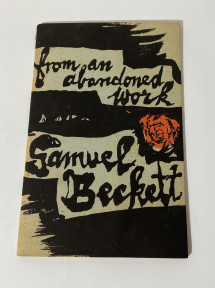 from an
abandoned
work
Samuel
Beckett